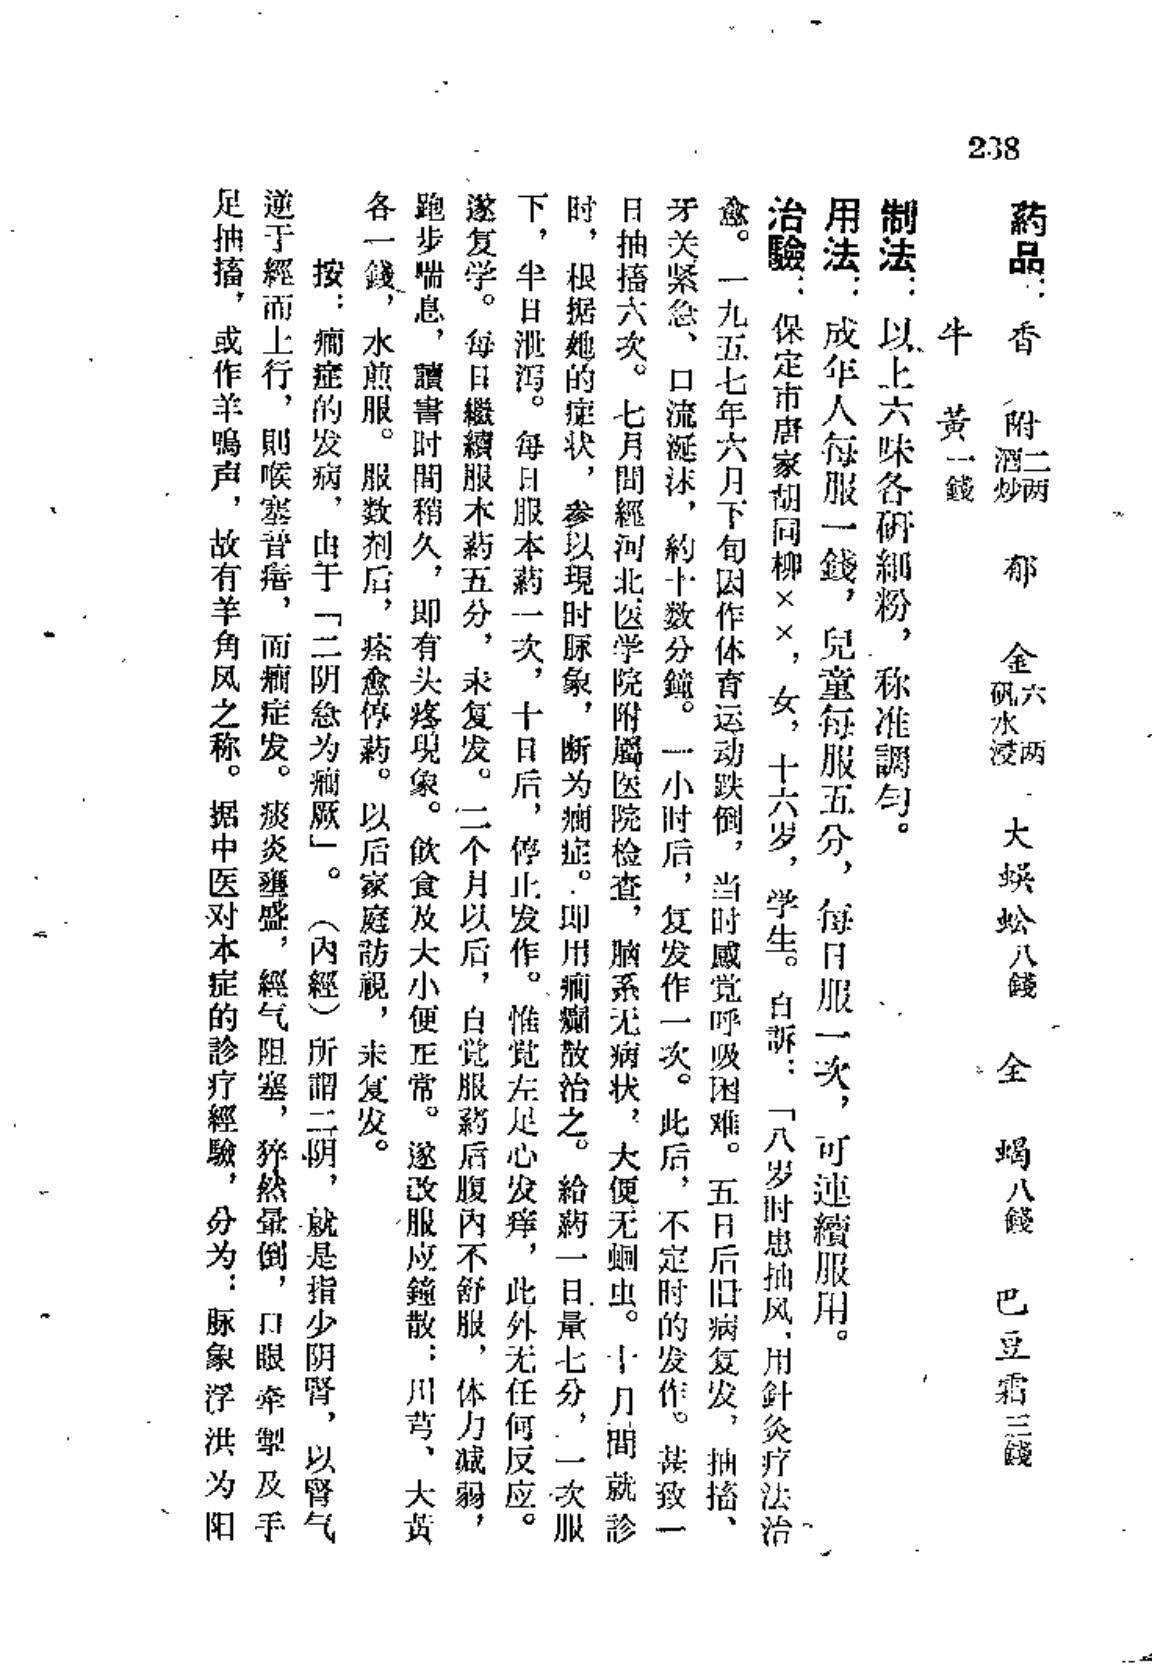 238
药品：香　附二两酒炒　郁　金六两矾水浸　大蜈蚣八錢　全　蝎八錢　巴豆霜三錢
牛　黃一錢
制法：以上六味各研細粉，称准調匀。
用法：成年人每服一錢，兒童每服五分，每日服一次，可連續服用。
治驗：保定市唐家胡同柳××，女，十六岁，学生。自訴：「八岁时患抽风，用針灸疗法治
愈。一九五七年六月下旬因作体育运动跌倒，当时感觉呼吸困难。五日后旧病复发，抽搐、
牙关紧急、口流涎沫，約十数分鐘。一小时后，复发作一次。此后，不定时的发作。甚致一
日抽搐六次。七月間經河北医学院附屬医院检查，脑系无病状，大便无蛔虫。十月間就診
时，根据她的症状，参以現时脉象，断为癎症。即用癎癲散治之。給药一日量七分，一次服
下，半日泄泻。每日服本葯一次，十日后，停止发作。惟觉左足心发痒，此外无任何反应。
遂复学。每日繼續服本葯五分，未复发。二个月以后，自觉服葯后腹内不舒服，体力减弱，
跑步喘息，讀書时間稍久，即有头疼現象。飲食及大小便正常。遂改服应鐘散：川芎、大黃
各一錢，水煎服。服数剂后，痊愈停葯。以后家庭訪視，未复发。
按：癎症的发病，由于「二阴急为癎厥」。（內經）所謂二阴，就是指少阴腎，以腎气
逆于經而上行，則喉塞音瘖，而癎症发。痰炎壅盛，經气阻塞，猝然暈倒，口眼牵掣及手
足抽搐，或作羊鳴声，故有羊角风之称。据中医对本症的診疗經驗，分为：脉象浮洪为阳